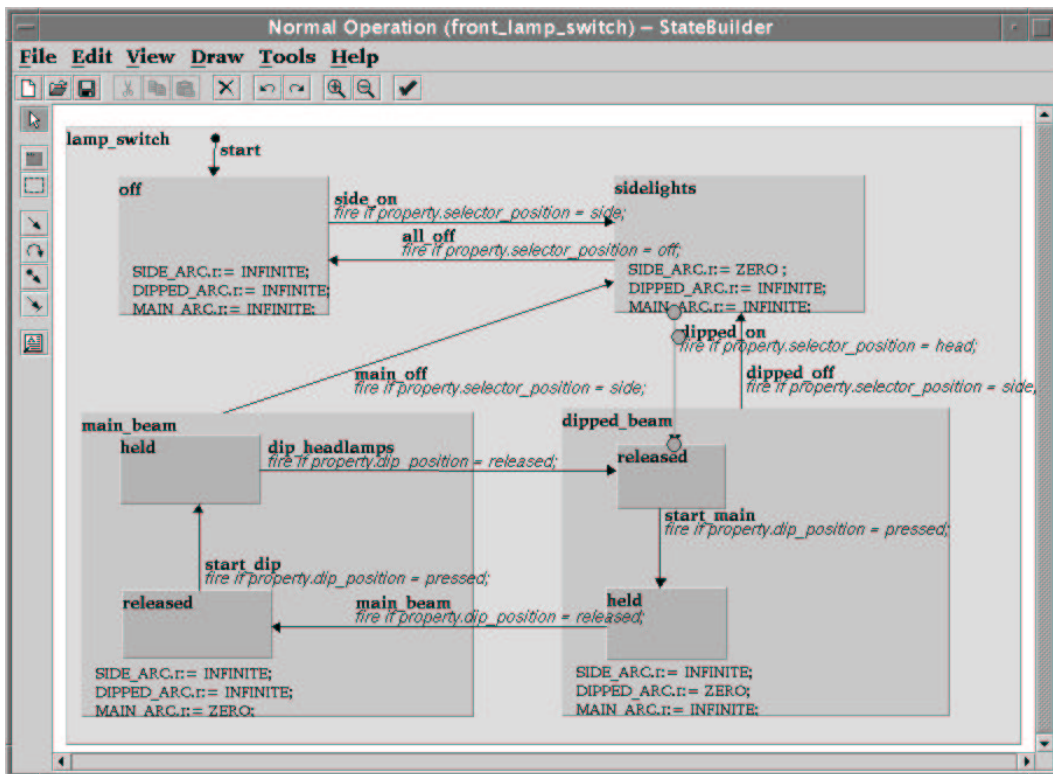 Normal Operation (front_lamp_switch) – StateBuilder
File Edit View Draw Tools Help
lamp_switch
start
off
sidelights
side_on
fire if property.selector_position = side;
all_off
fire if property.selector_position = off;
SIDE_ARC.r:= INFINITE;
DIPPED_ARC.r:= INFINITE;
MAIN_ARC.r:= INFINITE;
SIDE_ARC.r:= ZERO ;
DIPPED_ARC.r:= INFINITE;
MAIN_ARC.r:= INFINITE;
dipped_on
fire if property.selector_position = head;
main_off
fire if property.selector_position = side;
dipped_off
fire if property.selector_position = side;
main_beam
held
dip_headlamps
fire if property.dip_position = released;
dipped_beam
released
start_main
fire if property.dip_position = pressed;
start_dip
fire if property.dip_position = pressed;
released
main_beam
fire if property.dip_position = released;
held
SIDE_ARC.r:= INFINITE;
DIPPED_ARC.r:= INFINITE;
MAIN_ARC.r:= ZERO;
SIDE_ARC.r:= INFINITE;
DIPPED_ARC.r:= ZERO;
MAIN_ARC.r:= INFINITE;